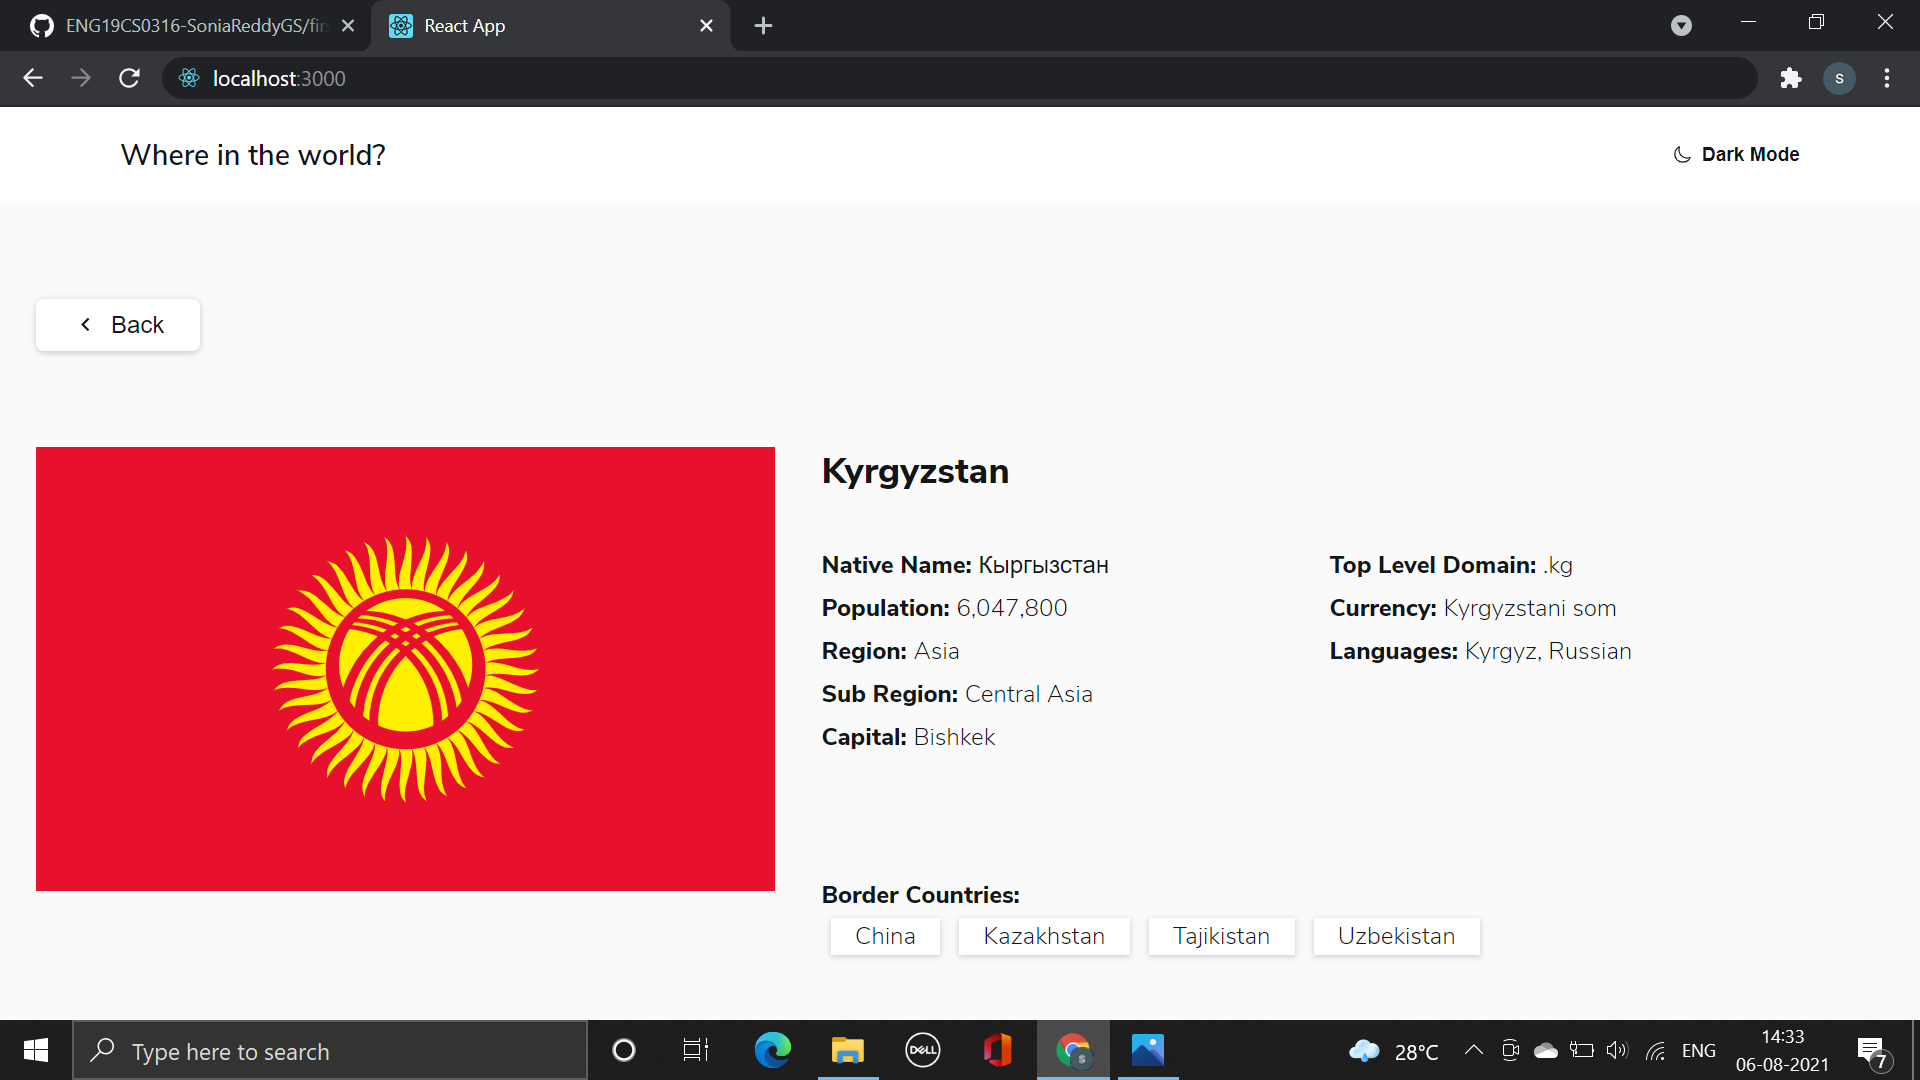 ENG19CS0316-SoniaReddyGS/fir
React App
localhost:3000
S
Where in the world?
Dark Mode
Back
Kyrgyzstan
Native Name: Кыргызстан
Population: 6,047,800
Region: Asia
Sub Region: Central Asia
Capital: Bishkek
Top Level Domain: .kg
Currency: Kyrgyzstani som
Languages: Kyrgyz, Russian
Border Countries:
China Kazakhstan Tajikistan Uzbekistan
Type here to search
DELL
S
28°C
ENG
14:33
06-08-2021
7